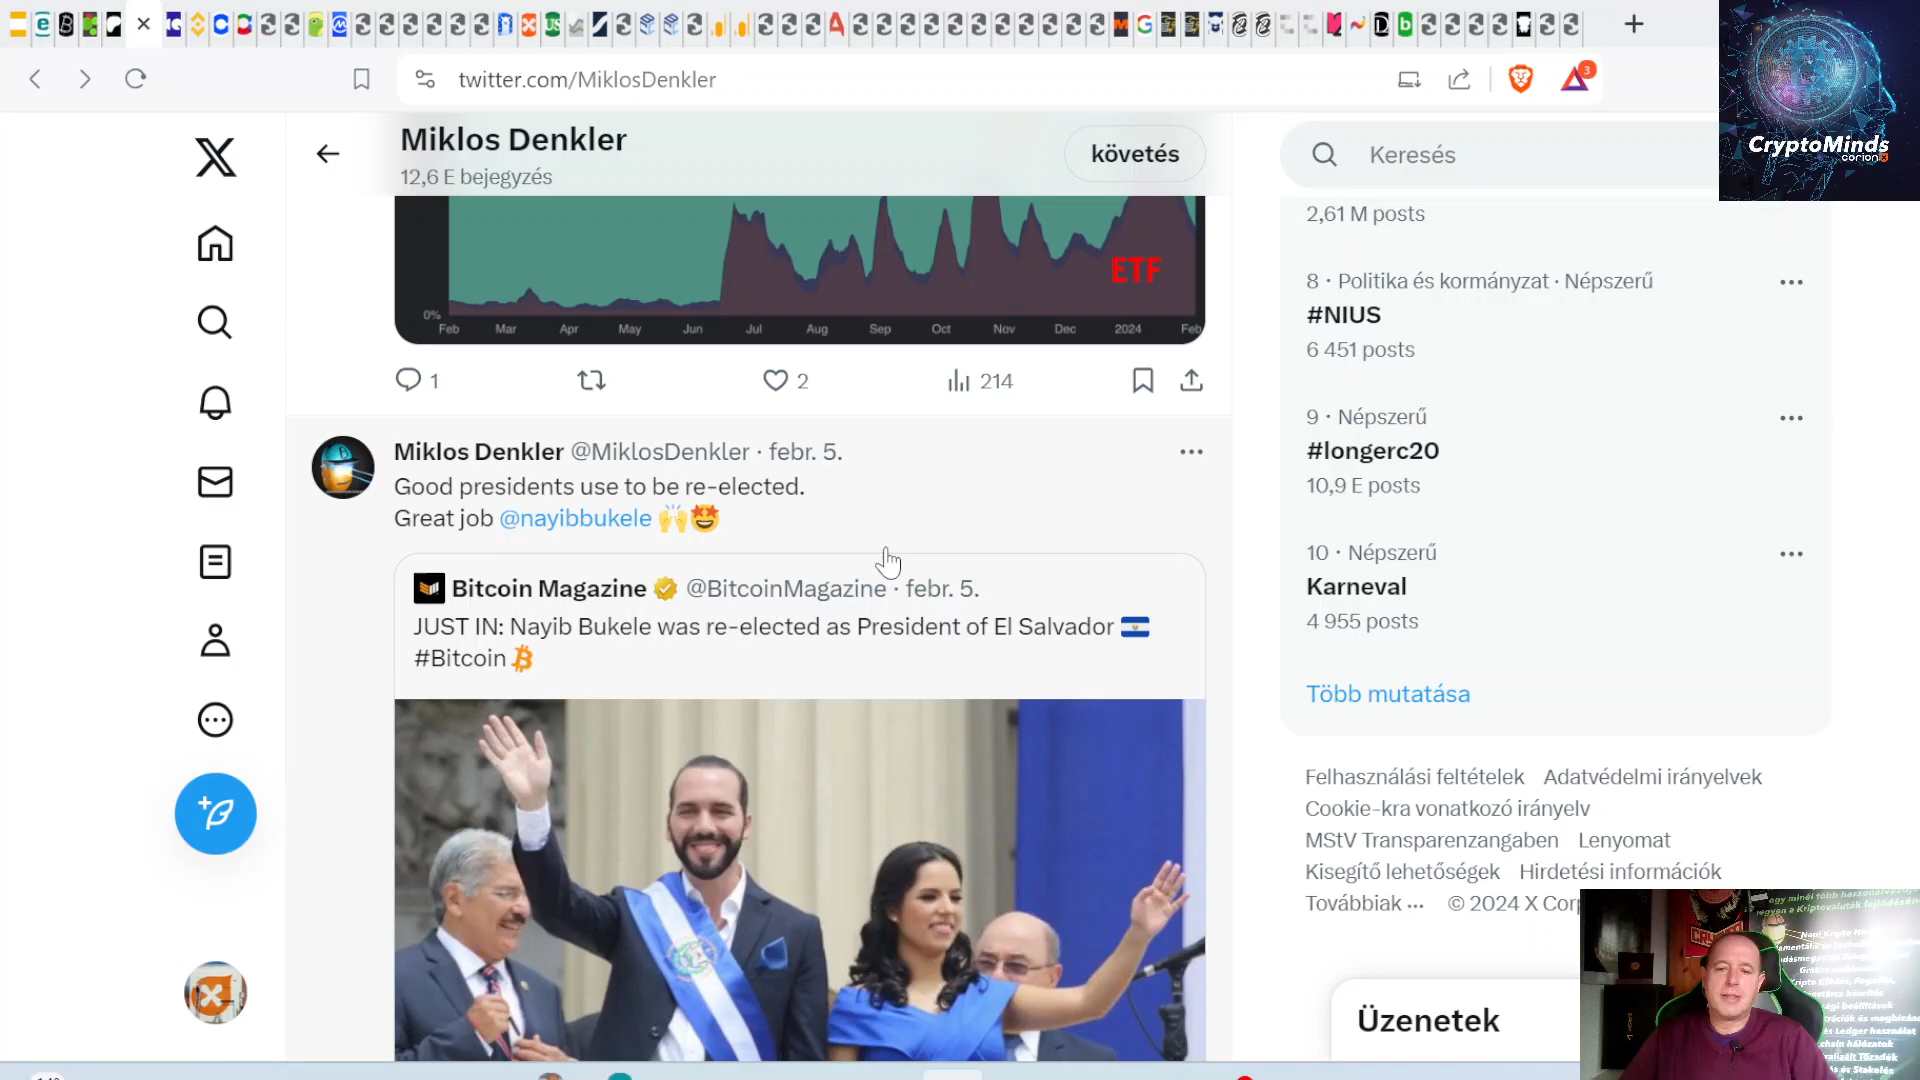 twitter.com/MiklosDenkler
3
CryptoMinds
corion
Miklos Denkler
12,6 E bejegyzés
követés
Keresés
ETF
0%
Feb Mar Apr May Jun Jul Aug Sep Oct Nov Dec 2024 Feb
1 2 214
Miklos Denkler @MiklosDenkler · febr. 5.
Good presidents use to be re-elected.
Great job @nayibbukele 🙌🤩
Bitcoin Magazine @BitcoinMagazine · febr. 5.
JUST IN: Nayib Bukele was re-elected as President of El Salvador 🇸🇻
#Bitcoin
2,61 M posts
8 · Politika és kormányzat · Népszerű
#NIUS
6 451 posts
9 · Népszerű
#longerc20
10,9 E posts
10 · Népszerű
Karneval
4 955 posts
Több mutatása
Felhasználási feltételek Adatvédelmi irányelvek
Cookie-kra vonatkozó irányelv
MStV Transparenzangaben Lenyomat
Kisegítő lehetőségek Hirdetési információk
Továbbiak ··· © 2024 X Corp
Üzenetek